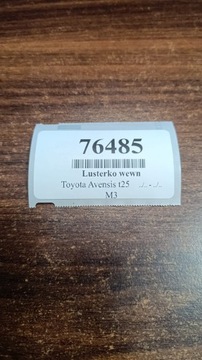 76485
Lusterko wewn
Toyota Avensis t25 ../.. - ../..
M3